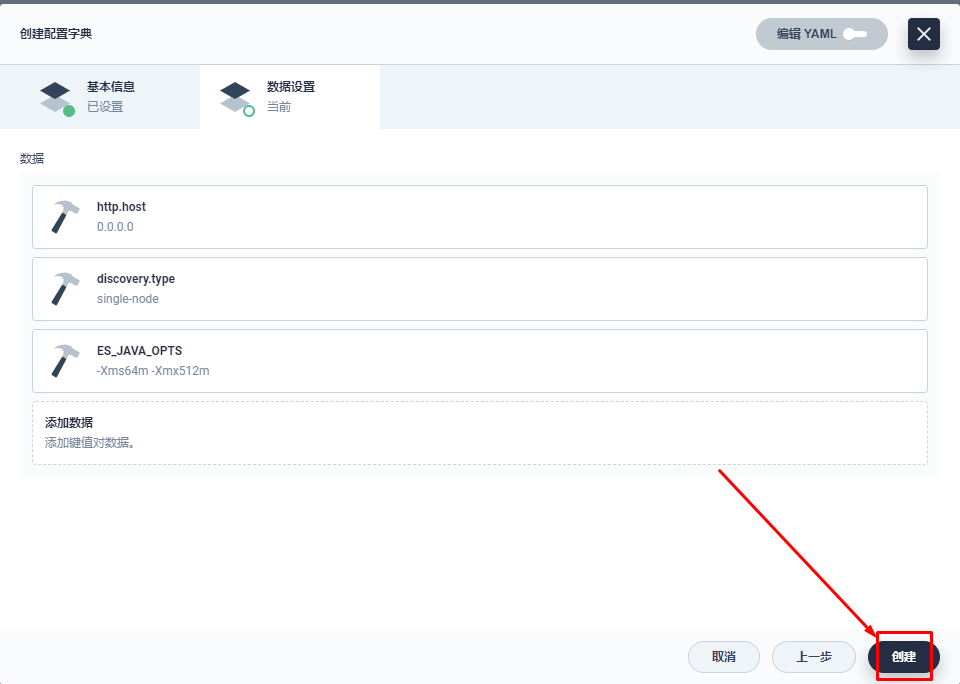 创建配置字典
编辑 YAML
基本信息
已设置
数据设置
当前
数据
http.host
0.0.0.0
discovery.type
single-node
ES_JAVA_OPTS
-Xms64m -Xmx512m
添加数据
添加键值对数据。
取消
上一步
创建